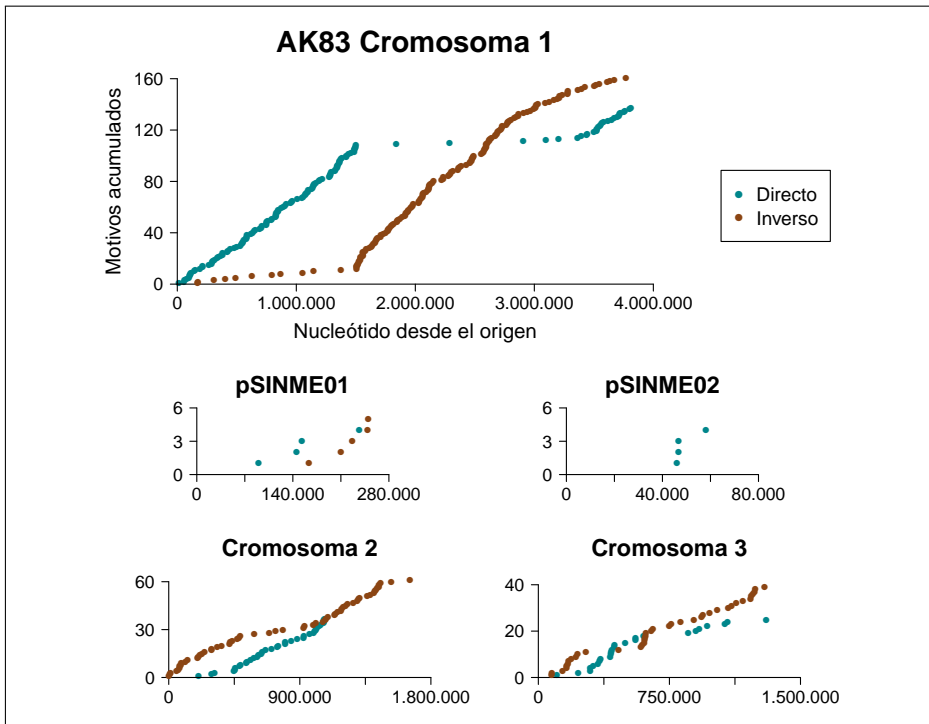 AK83 Cromosoma 1
160
120
80
40
0
Motivos acumulados
0 1.000.000 2.000.000 3.000.000 4.000.000
Nucleótido desde el origen
Directo
Inverso
pSINME01
6
3
0
0 140.000 280.000
pSINME02
6
3
0
0 40.000 80.000
Cromosoma 2
60
30
0
0 900.000 1.800.000
Cromosoma 3
40
20
0
0 750.000 1.500.000